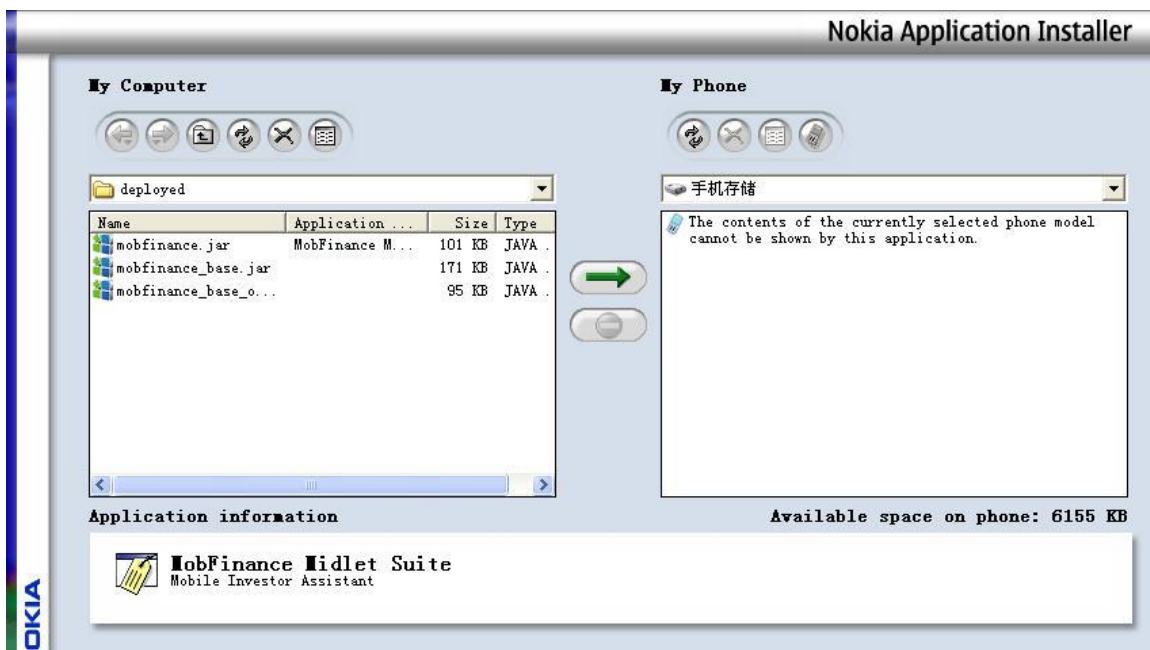 Nokia Application Installer
My Computer
My Phone
deployed
手机存储
Name Application ... Size Type
mobfinance.jar MobFinance M... 101 KB JAVA .
mobfinance_base.jar 171 KB JAVA .
mobfinance_base_o... 95 KB JAVA .
The contents of the currently selected phone model
cannot be shown by this application.
Application information
Available space on phone: 6155 KB
MobFinance Midlet Suite
Mobile Investor Assistant
OKIA